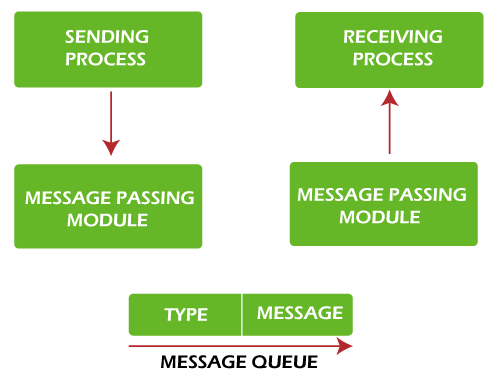 SENDING
PROCESS
RECEIVING
PROCESS
MESSAGE PASSING
MODULE
MESSAGE PASSING
MODULE
TYPE
MESSAGE
MESSAGE QUEUE